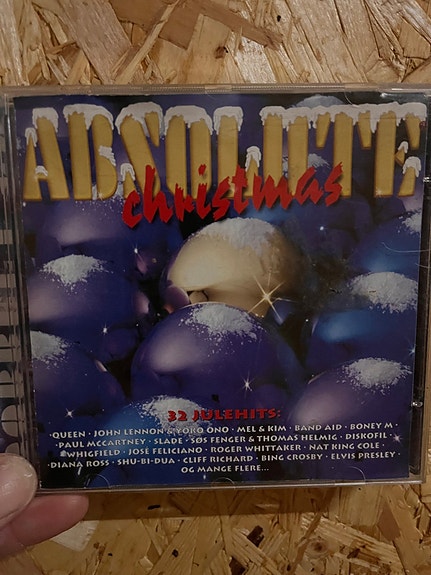 ABSOLUTE
christmas
32 JULEHITS:
·QUEEN · JOHN LENNON & YOKO ONO · MEL & KIM · BAND AID · BONEY M·
·PAUL MCCARTNEY · SLADE · SØS FENGER & THOMAS HELMIG · DISKOFIL·
·WHIGFIELD · JOSÉ FELICIANO · ROGER WHITTAKER · NAT KING COLE·
·DIANA ROSS · SHU-BI-DUA · CLIFF RICHARD · BING CROSBY · ELVIS PRESLEY·
OG MANGE FLERE...